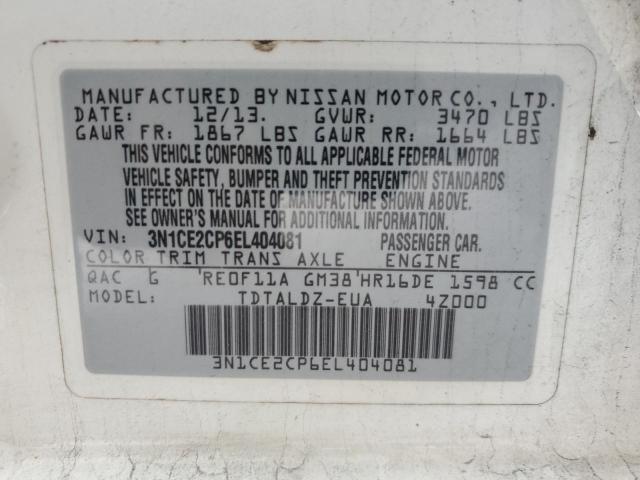 MANUFACTURED BY NISSAN MOTOR CO., LTD.
DATE: 12/13. GVWR: 3470 LBS
GAWR FR: 1867 LBS GAWR RR: 1664 LBS
THIS VEHICLE CONFORMS TO ALL APPLICABLE FEDERAL MOTOR
VEHICLE SAFETY, BUMPER AND THEFT PREVENTION STANDARDS
IN EFFECT ON THE DATE OF MANUFACTURE SHOWN ABOVE.
SEE OWNER'S MANUAL FOR ADDITIONAL INFORMATION.
VIN: 3N1CE2CP6EL404081 PASSENGER CAR.
COLOR TRIM TRANS AXLE ENGINE
QAC G RE0F11A GM38 HR16DE 1598 CC
MODEL: TDTALDZ-EUA 4Z000
3N1CE2CP6EL404081